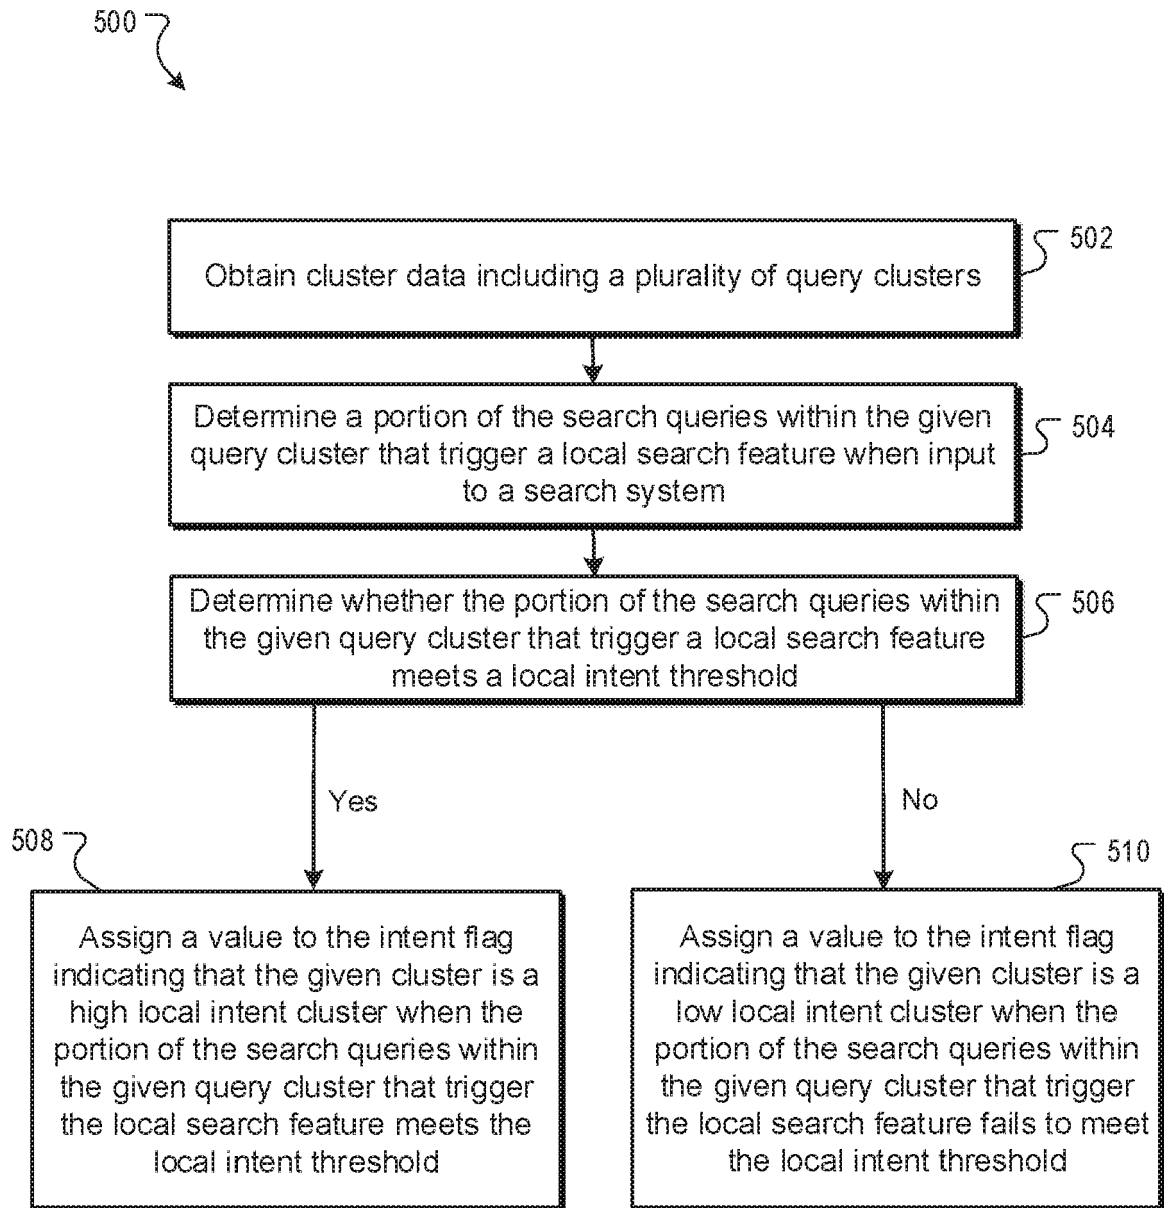 500
502
Obtain cluster data including a plurality of query clusters
Determine a portion of the search queries within the given
query cluster that trigger a local search feature when input
to a search system
504
Determine whether the portion of the search queries within
the given query cluster that trigger a local search feature
meets a local intent threshold
506
Yes
No
508
510
Assign a value to the intent flag
indicating that the given cluster is a
high local intent cluster when the
portion of the search queries within
the given query cluster that trigger
the local search feature meets the
local intent threshold
Assign a value to the intent flag
indicating that the given cluster is a
low local intent cluster when the
portion of the search queries within
the given query cluster that trigger
the local search feature fails to meet
the local intent threshold